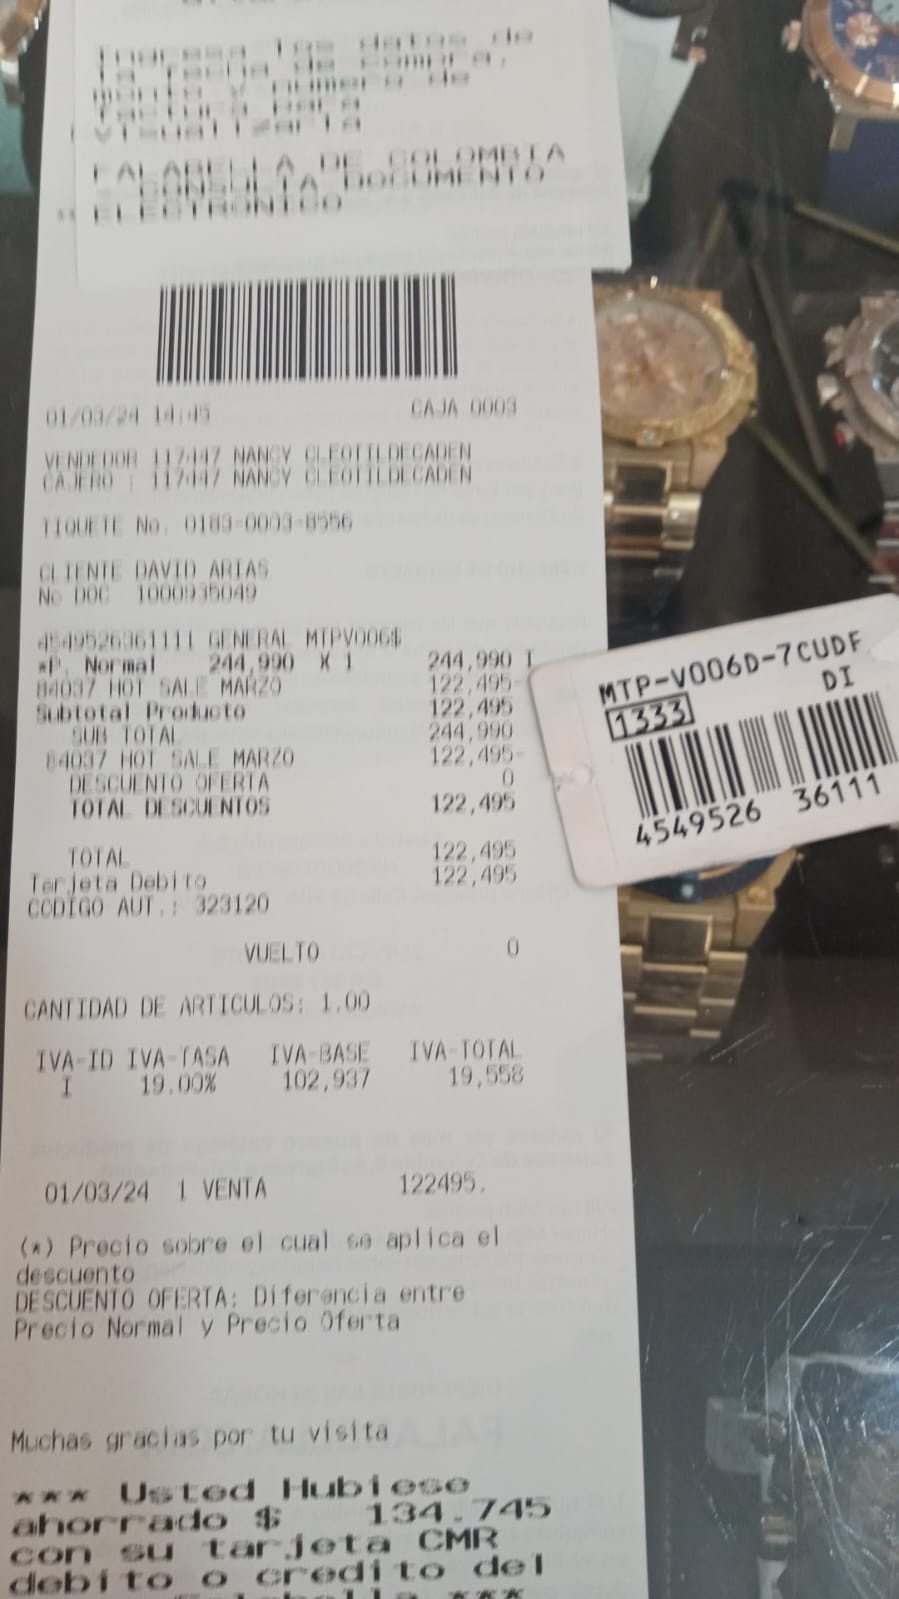 Ingresa los datos de
la fecha de compra,
monto y numero de
factura para
visualizarla
FALABELLA DE COLOMBIA
CONSULTA DOCUMENTO
ELECTRONICO
01/03/24 14:45 CAJA 0003
VENDEDOR 117447 NANCY CLEOTILDECADEN
CAJERO : 117447 NANCY CLEOTILDECADEN
TIQUETE No. 0183-0003-8556
CLIENTE DAVID ARIAS
No DOC 1000935049
4549526361111 GENERAL MTPV006$
*P. Normal 244,990 X 1 244,990 I
84037 HOT SALE MARZO 122,495-
Subtotal Producto 122,495
SUB TOTAL 244,990
84037 HOT SALE MARZO 122,495-
DESCUENTO OFERTA 0
TOTAL DESCUENTOS 122,495
TOTAL 122,495
Tarjeta Debito 122,495
CODIGO AUT.: 323120
VUELTO 0
CANTIDAD DE ARTICULOS: 1.00
IVA-ID IVA-TASA IVA-BASE IVA-TOTAL
I 19.00% 102,937 19,558
01/03/24 1 VENTA 122495.
(*) Precio sobre el cual se aplica el
descuento
DESCUENTO OFERTA: Diferencia entre
Precio Normal y Precio Oferta
Muchas gracias por tu visita
*** Usted Hubiese
ahorrado $ 134.745
con su tarjeta CMR
debito o credito del
MTP-V006D-7CUDF
DI
1333
4549526 36111